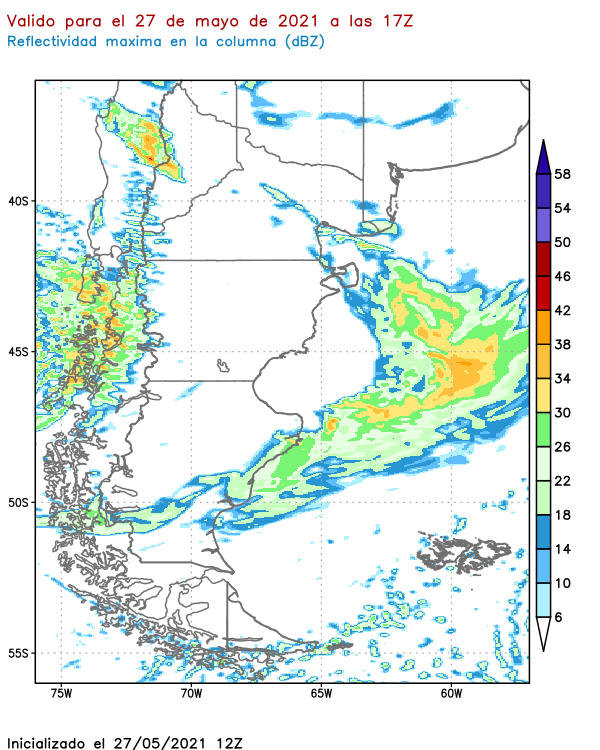 Valido para el 27 de mayo de 2021 a las 17Z
Reflectividad maxima en la columna (dBZ)
40S
45S
50S
55S
75W 70W 65W 60W
58
54
50
46
42
38
34
30
26
22
18
14
10
6
Inicializado el 27/05/2021 12Z